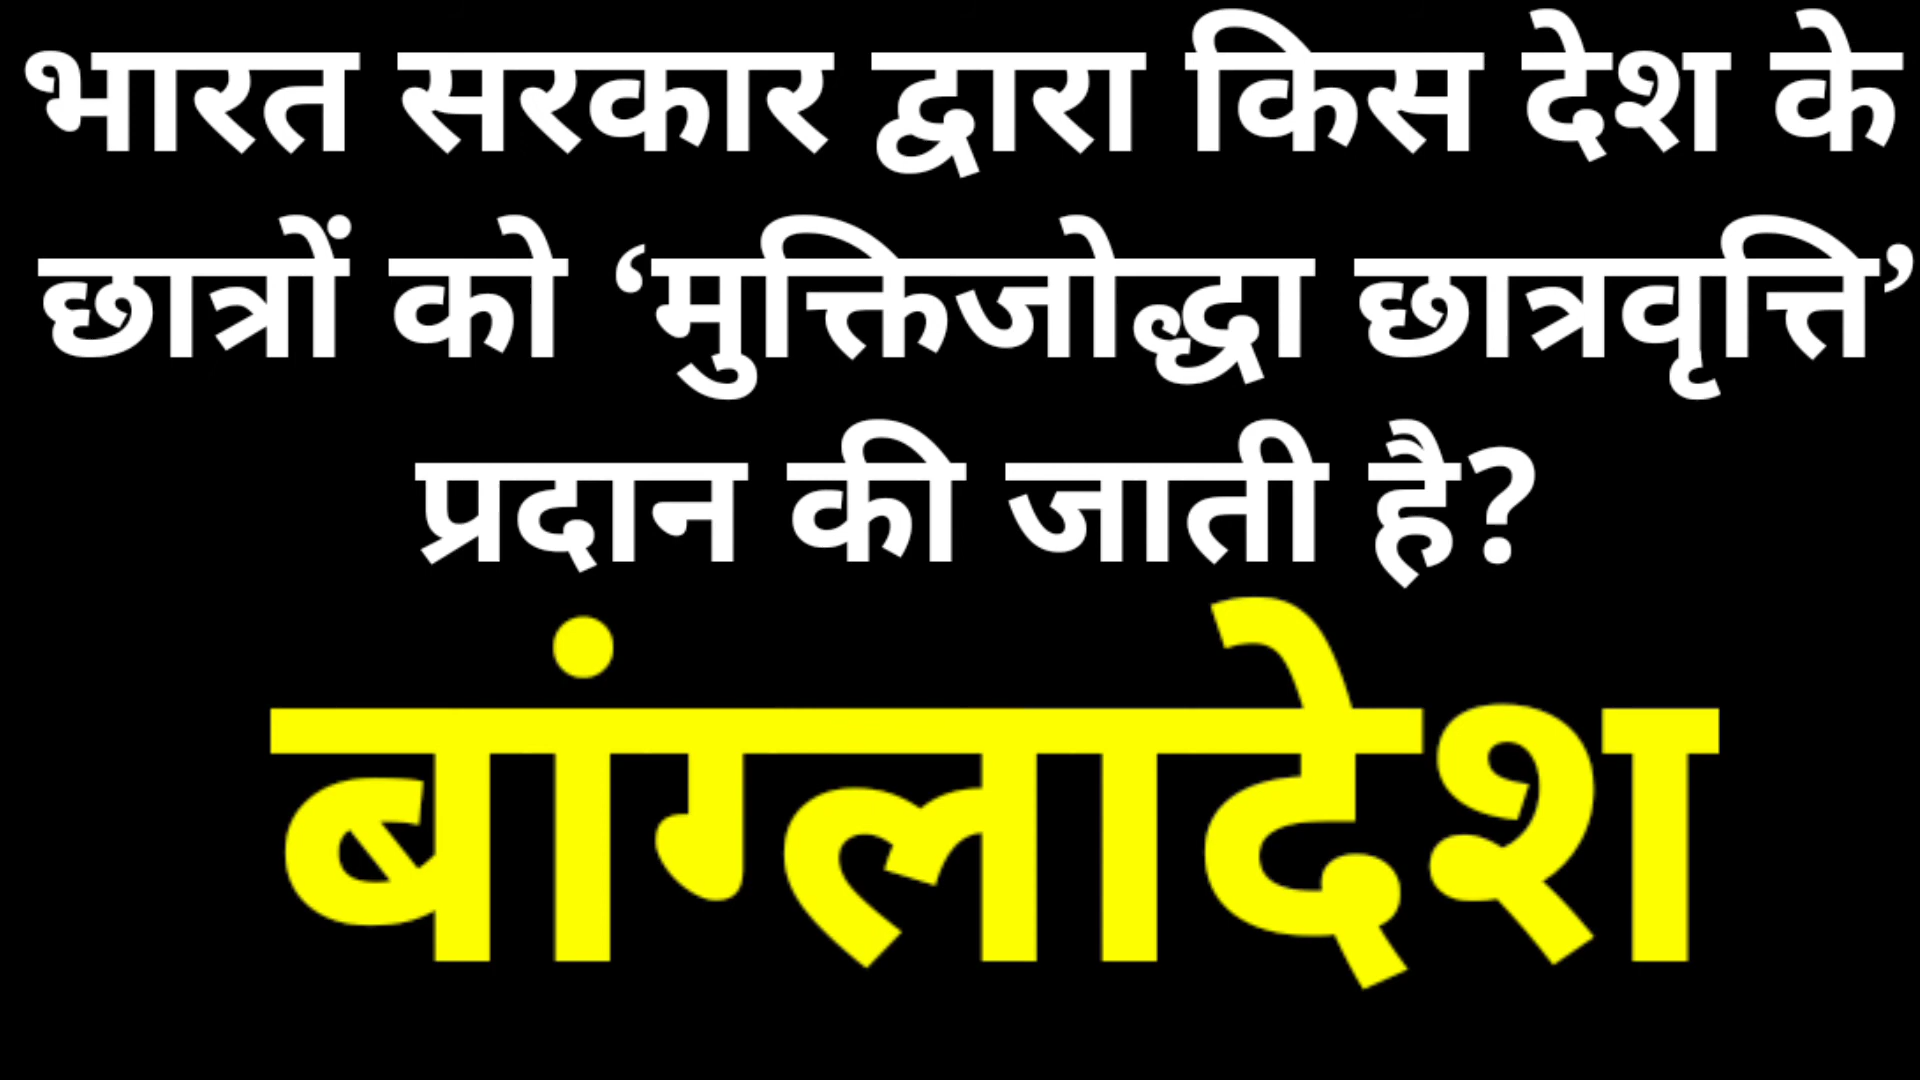 भारत सरकार द्वारा किस देश के
छात्रों को ‘मुक्तिजोद्धा छात्रवृत्ति’
प्रदान की जाती है?
बांग्लादेश